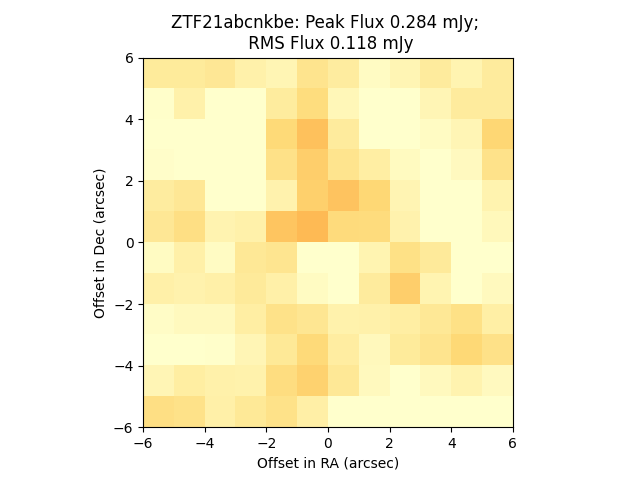 ZTF21abcnkbe: Peak Flux 0.284 mJy;
RMS Flux 0.118 mJy
6
4
2
0
−2
−4
−6
Offset in Dec (arcsec)
−6 −4 −2 0 2 4 6
Offset in RA (arcsec)